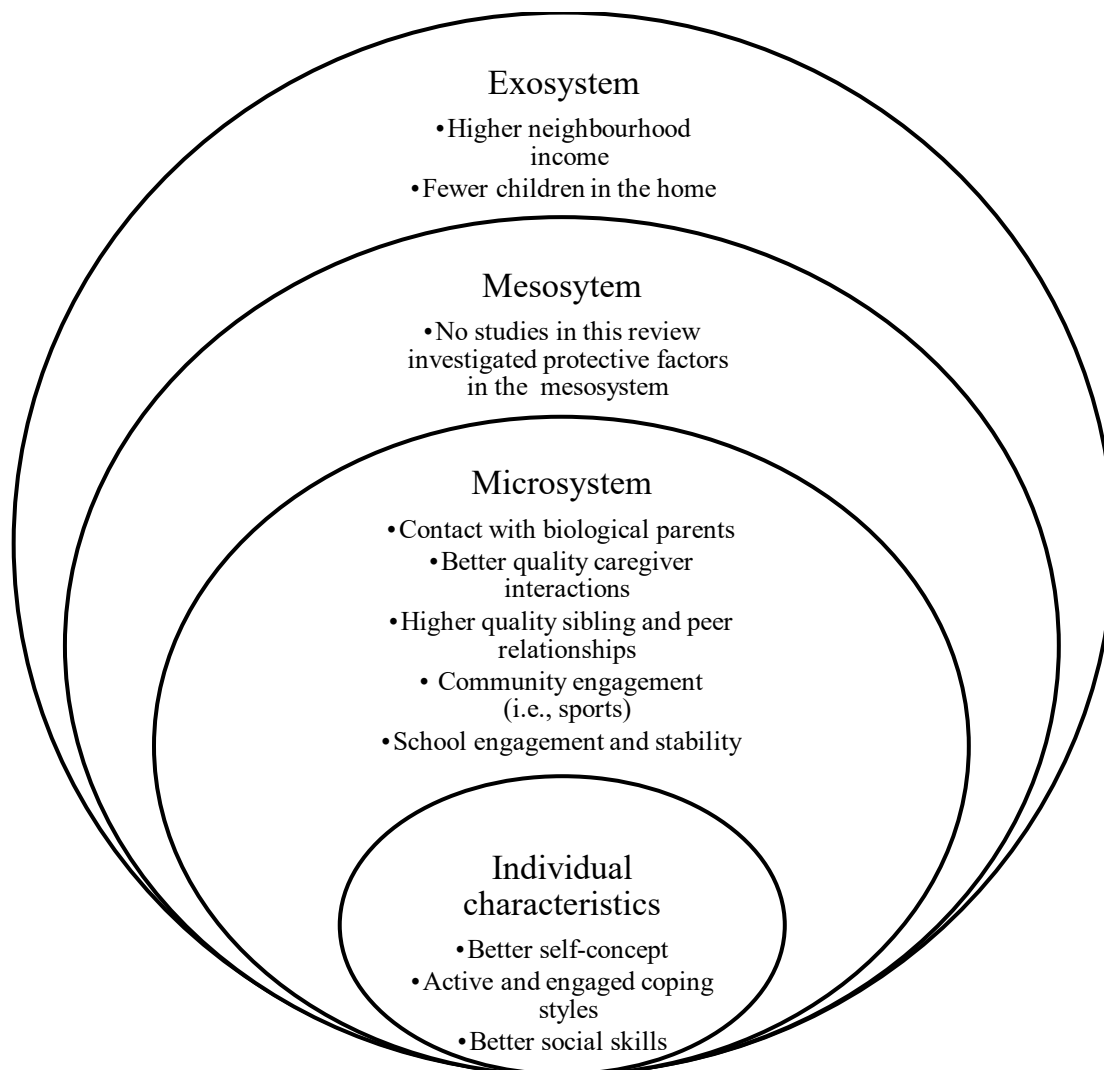 Exosystem
•Higher neighbourhood
income
•Fewer children in the home
Mesosytem
•No studies in this review
investigated protective factors
in the mesosystem
Microsystem
•Contact with biological parents
•Better quality caregiver
interactions
•Higher quality sibling and peer
relationships
• Community engagement
(i.e., sports)
•School engagement and stability
Individual
characteristics
•Better self-concept
•Active and engaged coping
styles
•Better social skills